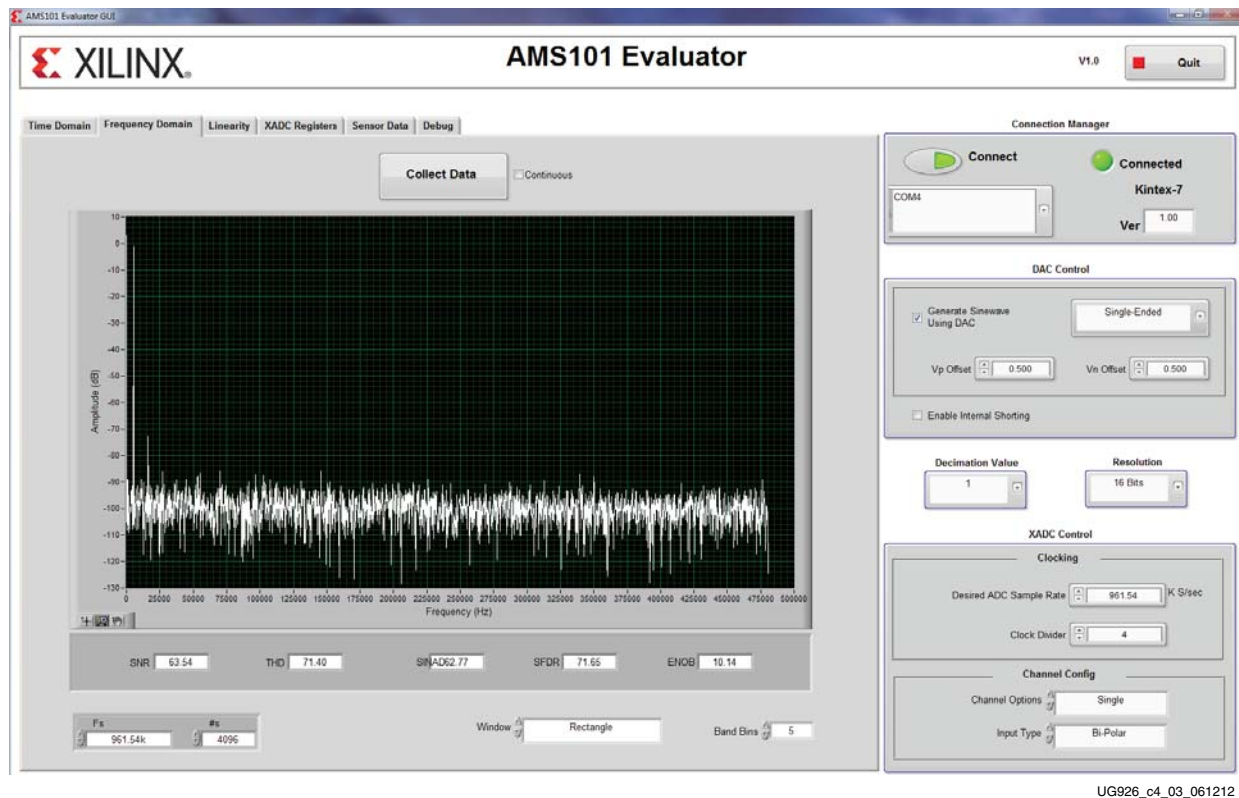 AMS101 Evaluator GUI
XILINX®
AMS101 Evaluator
V1.0
Quit
Time Domain
Frequency Domain
Linearity
XADC Registers
Sensor Data
Debug
Collect Data
Continuous
Amplitude (dB)
10
0
-10
-20
-30
-40
-50
-60
-70
-80
-90
-100
-110
-120
-130
0 25000 50000 75000 100000 125000 150000 175000 200000 225000 250000 275000 300000 325000 350000 375000 400000 425000 450000 475000 500000
Frequency (Hz)
SNR 63.54
THD 71.40
SINAD62.77
SFDR 71.65
ENOB 10.14
Fs
961.54k
#s
4096
Window Rectangle
Band Bins 5
Connection Manager
Connect
Connected
COM4
Kintex-7
Ver 1.00
DAC Control
Generate Sinewave
Using DAC
Single-Ended
Vp Offset 0.500
Vn Offset 0.500
Enable Internal Shorting
Decimation Value
1
Resolution
16 Bits
XADC Control
Clocking
Desired ADC Sample Rate 961.54 K S/sec
Clock Divider 4
Channel Config
Channel Options Single
Input Type Bi-Polar
UG926_c4_03_061212